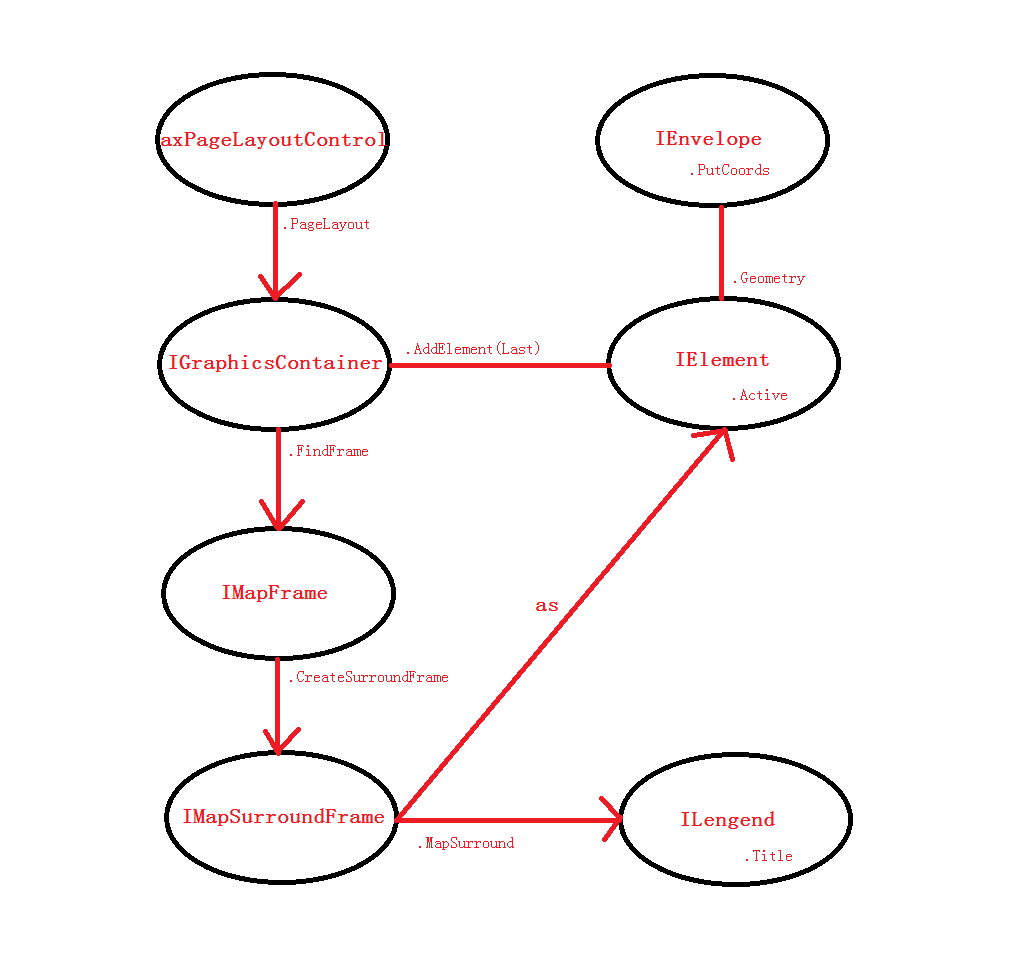 axPageLayoutControl
IEnvelope
.PutCoords
.PageLayout
.Geometry
.AddElement(Last)
IGraphicsContainer
IElement
.Active
.FindFrame
IMapFrame
as
.CreateSurroundFrame
IMapSurroundFrame
ILengend
.MapSurround
.Title